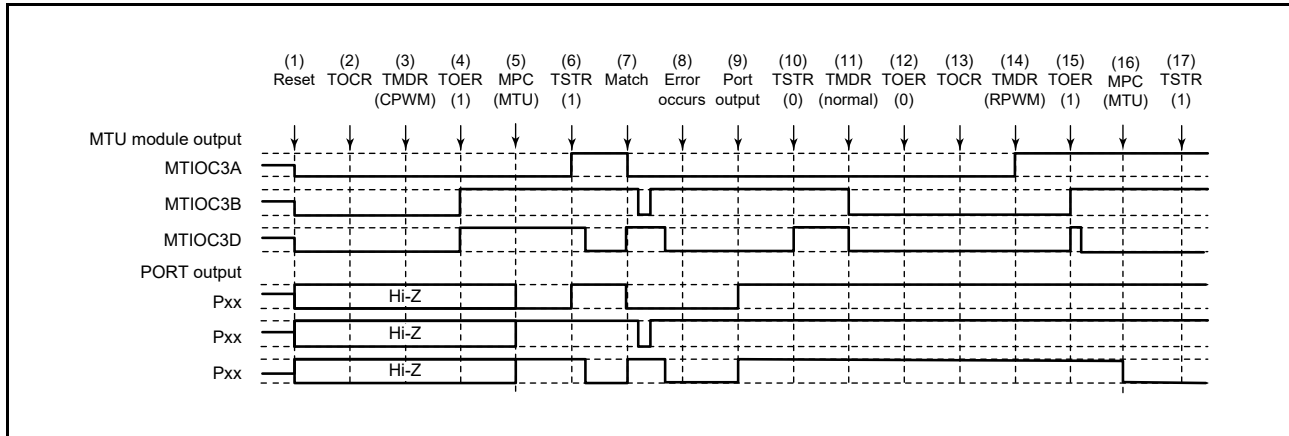 (1) (2) (3) (4) (5) (6) (7) (8) (9) (10) (11) (12) (13) (14) (15) (16) (17)
Reset TOCR TMDR TOER MPC TSTR Match Error Port TSTR TMDR TOER TOCR TMDR TOER MPC TSTR
(CPWM) (1) (MTU) (1) occurs output (0) (normal) (0) (RPWM) (1) (MTU) (1)
MTU module output
MTIOC3A
MTIOC3B
MTIOC3D
PORT output
Pxx Hi-Z
Pxx Hi-Z
Pxx Hi-Z